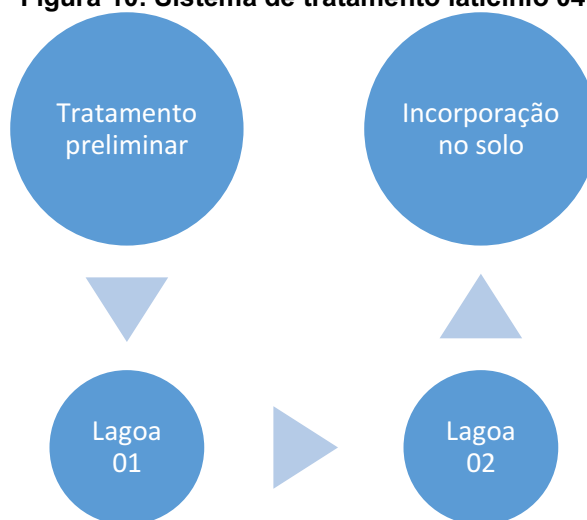 Figura 10: Sistema de tratamento laticínio 04
Tratamento
preliminar
Incorporação
no solo
Lagoa
01
Lagoa
02